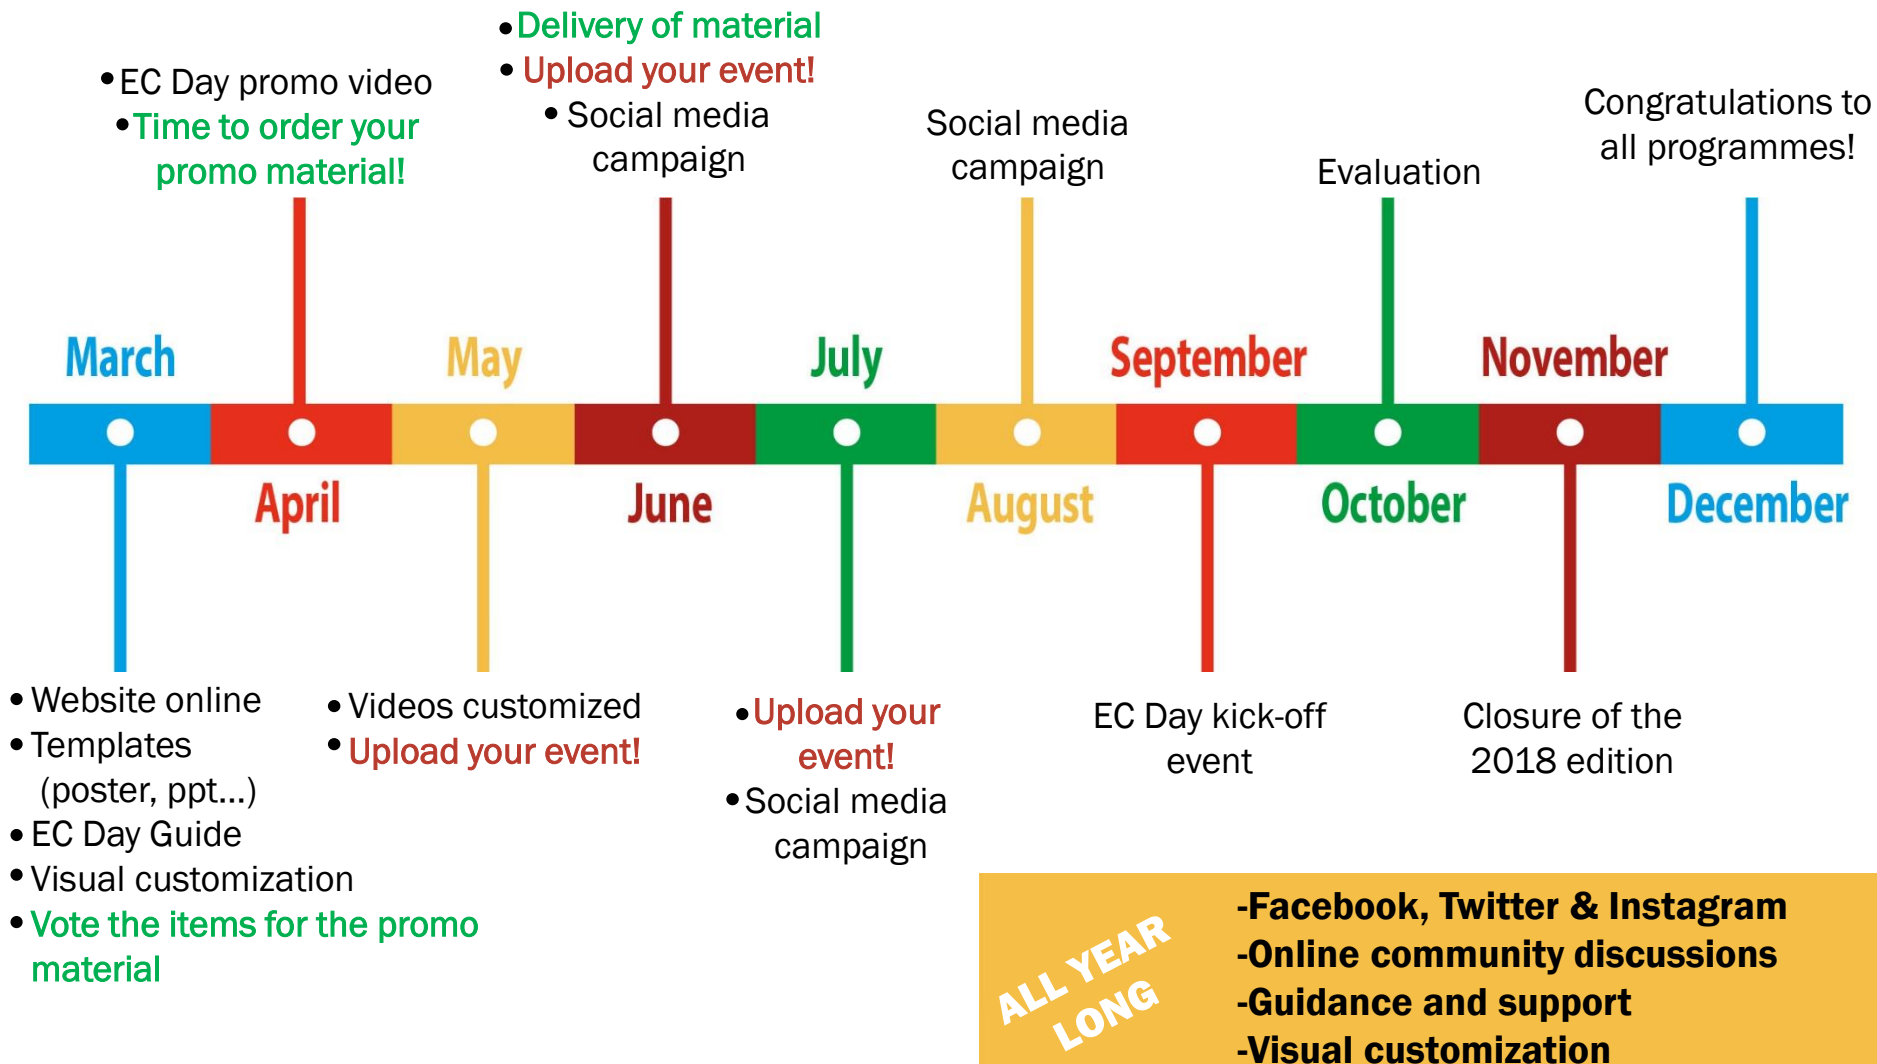 •Delivery of material
• Upload your event!
• Social media
campaign
•EC Day promo video
•Time to order your
promo material!
Social media
campaign
Evaluation
Congratulations to
all programmes!
March
May
July
September
November
April
June
August
October
December
• Website online
• Templates
(poster, ppt...)
• EC Day Guide
• Visual customization
• Vote the items for the promo
material
• Videos customized
• Upload your event!
•Upload your
event!
•Social media
campaign
EC Day kick-off
event
Closure of the
2018 edition
ALL YEAR
LONG
-Facebook, Twitter & Instagram
-Online community discussions
-Guidance and support
-Visual customization